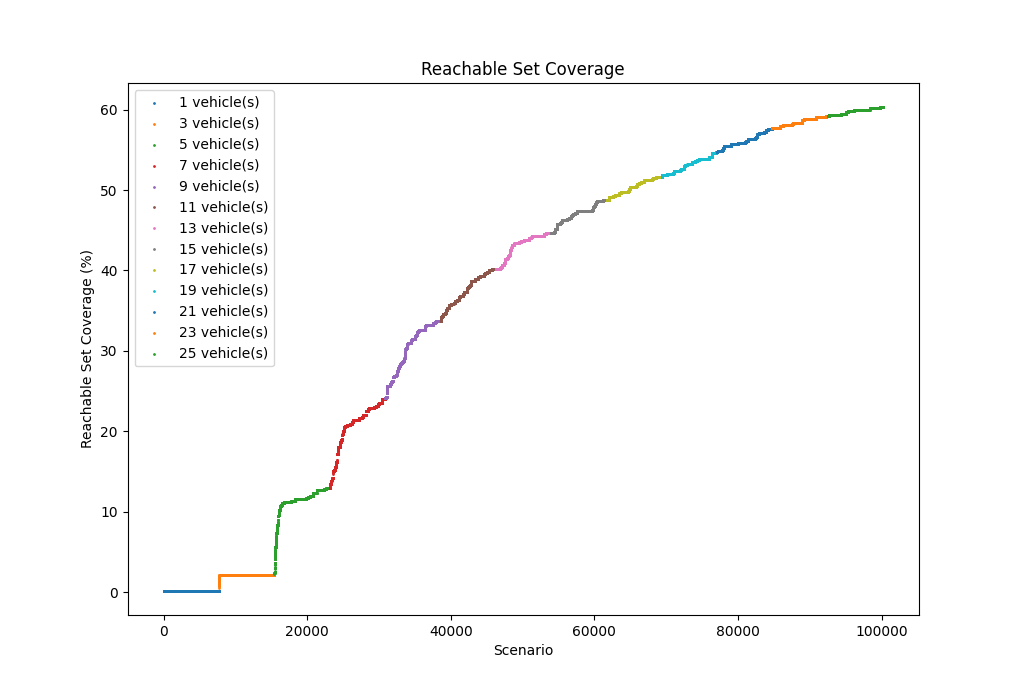 Reachable Set Coverage
60
50
40
30
20
10
0
Reachable Set Coverage (%)
1 vehicle(s)
3 vehicle(s)
5 vehicle(s)
7 vehicle(s)
9 vehicle(s)
11 vehicle(s)
13 vehicle(s)
15 vehicle(s)
17 vehicle(s)
19 vehicle(s)
21 vehicle(s)
23 vehicle(s)
25 vehicle(s)
0 20000 40000 60000 80000 100000
Scenario